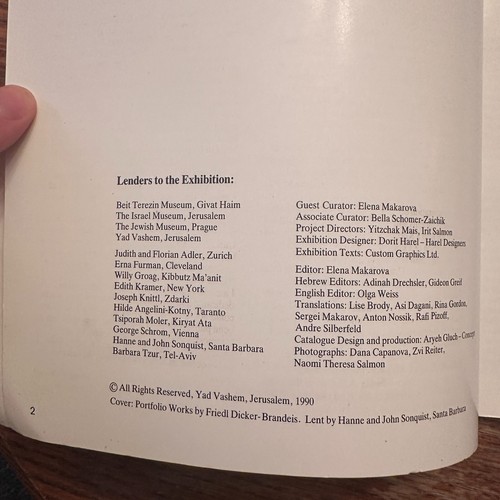 Lenders to the Exhibition:
Beit Terezin Museum, Givat Haim
The Israel Museum, Jerusalem
The Jewish Museum, Prague
Yad Vashem, Jerusalem
Judith and Florian Adler, Zurich
Erna Furman, Cleveland
Willy Groag, Kibbutz Ma'anit
Edith Kramer, New York
Joseph Knittl, Zdarki
Hilde Angelini-Kotny, Taranto
Tsiporah Moler, Kiryat Ata
George Schrom, Vienna
Hanne and John Sonquist, Santa Barbara
Barbara Tzur, Tel-Aviv
Guest Curator: Elena Makarova
Associate Curator: Bella Schomer-Zaichik
Project Directors: Yitzchak Mais, Irit Salmon
Exhibition Designer: Dorit Harel – Harel Designers
Exhibition Texts: Custom Graphics Ltd.
Editor: Elena Makarova
Hebrew Editors: Adinah Drechsler, Gideon Greif
English Editor: Olga Weiss
Translations: Lise Brody, Asi Dagani, Rina Gordon,
Sergei Makarov, Anton Nossik, Rafi Pizoff,
Andre Silberfeld
Catalogue Design and production: Aryeh Gluch - Concept
Photographs: Dana Capanova, Zvi Reiter,
Naomi Theresa Salmon
© All Rights Reserved, Yad Vashem, Jerusalem, 1990
Cover: Portfolio Works by Friedl Dicker-Brandeis. Lent by Hanne and John Sonquist, Santa Barbara
2